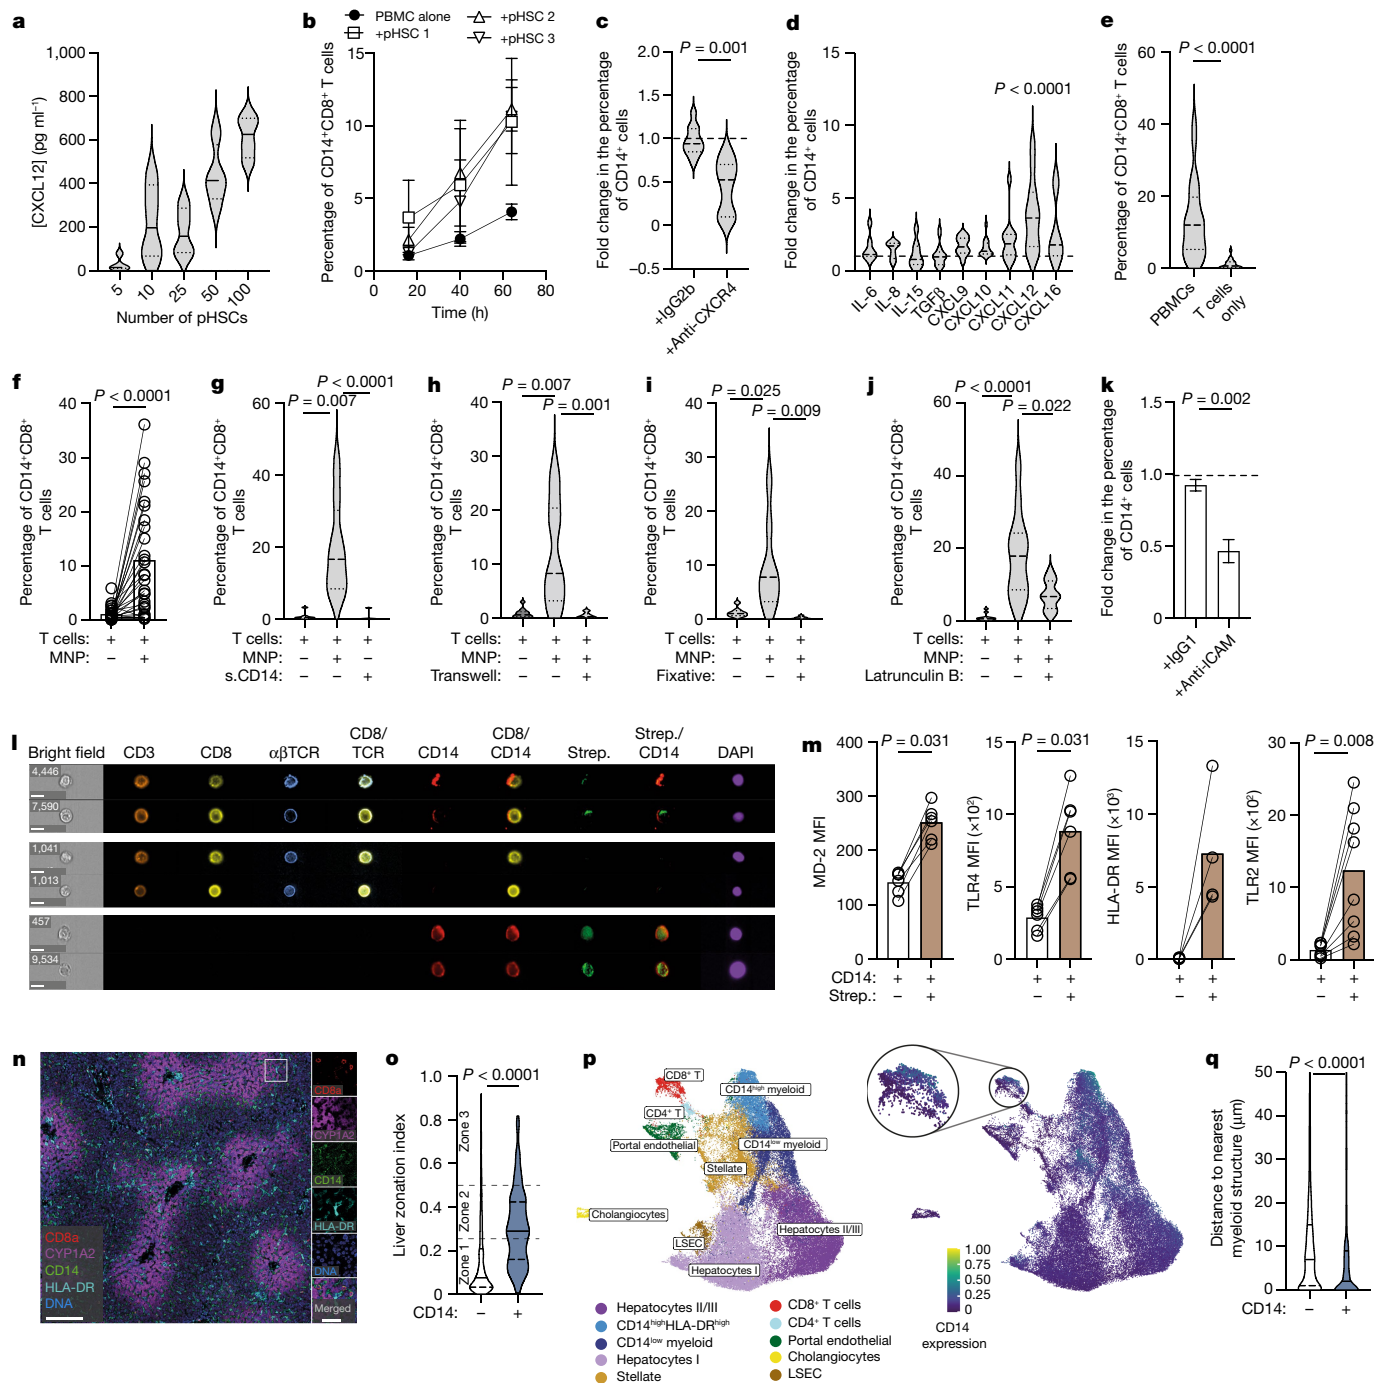 a
1,000
800
600
400
200
0
[CXCL12] (pg ml⁻¹)
5
10
25
50
100
Number of pHSCs
b
PBMC alone
+pHSC 1
+pHSC 2
+pHSC 3
Percentage of CD14⁺CD8⁺ T cells
15
10
5
0
0
20
40
60
80
Time (h)
c
P = 0.001
Fold change in the percentage
of CD14⁺ cells
2.0
1.5
1.0
0.5
0
−0.5
+IgG2b
+Anti-CXCR4
d
Fold change in the percentage
of CD14⁺ cells
15
10
5
0
P < 0.0001
IL-6
IL-8
IL-15
TGFβ
CXCL9
CXCL10
CXCL11
CXCL12
CXCL16
e
P < 0.0001
Percentage of CD14⁺CD8⁺ T cells
60
40
20
0
PBMCs
T cells
only
f
P < 0.0001
Percentage of CD14⁺CD8⁺
T cells
40
30
20
10
0
T cells: + +
MNP: − +
g
P < 0.0001
P = 0.007
Percentage of CD14⁺CD8⁺
T cells
60
40
20
0
T cells: + + +
MNP: − + −
s.CD14: − − +
h
P = 0.007
P = 0.001
Percentage of CD14⁺CD8⁺
T cells
40
30
20
10
0
T cells: + + +
MNP: − + +
Transwell: − − +
i
P = 0.025
P = 0.009
Percentage of CD14⁺CD8⁺
T cells
40
30
20
10
0
T cells: + + +
MNP: − + +
Fixative: − − +
j
P < 0.0001
P = 0.022
Percentage of CD14⁺CD8⁺
T cells
60
40
20
0
T cells: + + +
MNP: − + +
Latrunculin B: − − +
k
P = 0.002
Fold change in the percentage
of CD14⁺ cells
1.5
1.0
0.5
0
+IgG1
+Anti-ICAM
l
Bright field
CD3
CD8
αβTCR
CD8/
TCR
CD14
CD8/
CD14
Strep.
Strep./
CD14
DAPI
4,446
7,590
1,041
1,013
457
9,534
m
P = 0.031
MD-2 MFI
400
300
200
100
0
CD14: + +
Strep.: − +
P = 0.031
TLR4 MFI (×10²)
15
10
5
0
+ +
− +
HLA-DR MFI (×10³)
15
10
5
0
+ +
− +
P = 0.008
TLR2 MFI (×10²)
30
20
10
0
+ +
− +
n
CD8a
CYP1A2
CD14
HLA-DR
DNA
CD8a
CYP1A2
CD14
HLA-DR
DNA
Merged
o
P < 0.0001
Liver zonation index
1.0
0.8
0.6
0.4
0.2
0
Zone 3
Zone 2
Zone 1
CD14: − +
p
CD8⁺ T
CD14ʰⁱᵍʰ myeloid
CD4⁺ T
Portal endothelial
CD14ˡᵒʷ myeloid
Stellate
Cholangiocytes
LSEC
Hepatocytes II/III
Hepatocytes I
Hepatocytes II/III
CD14ʰⁱᵍʰHLA-DRʰⁱᵍʰ
CD14ˡᵒʷ myeloid
Hepatocytes I
Stellate
CD8⁺ T cells
CD4⁺ T cells
Portal endothelial
Cholangiocytes
LSEC
1.00
0.75
0.50
0.25
0
CD14
expression
q
P < 0.0001
Distance to nearest
myeloid structure (μm)
50
40
30
20
10
0
CD14: − +